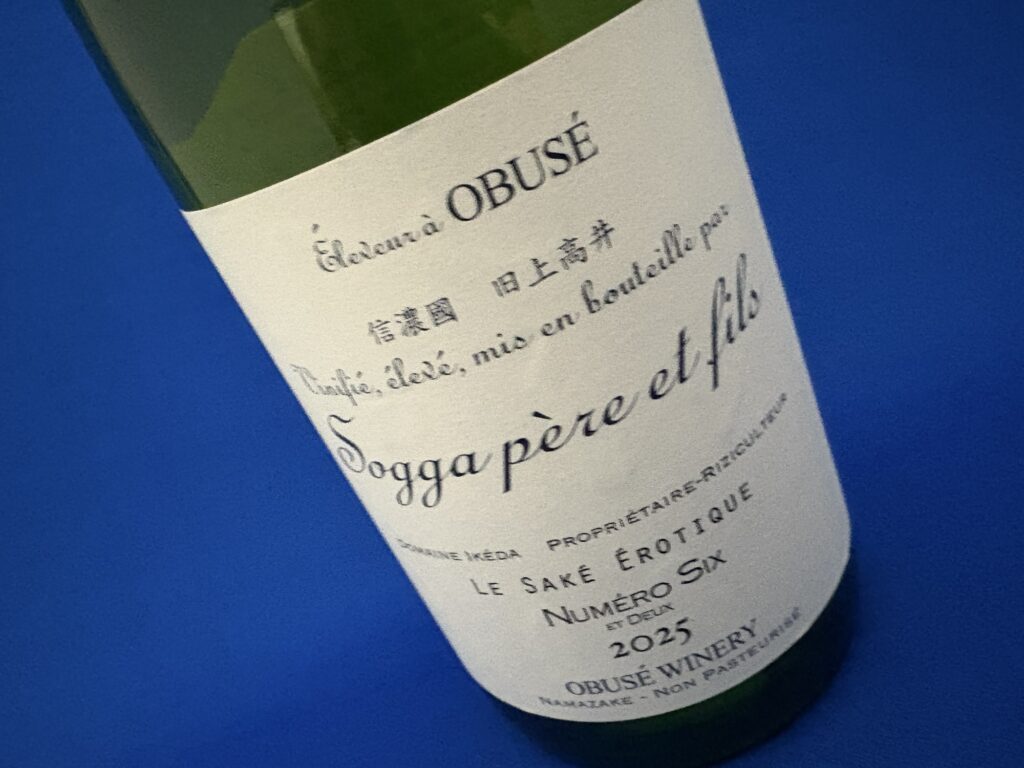 Éleveur à OBUSÉ
信濃國 旧上高井
Vinifié, élevé, mis en bouteille par
Sogga père et fils
DOMAINE IKÉDA PROPRIÉTAIRE-RIZICULTEUR
LE SAKÉ ÉROTIQUE
NUMÉRO SIX
ET DEUX
2025
OBUSÉ WINERY
NAMAZAKE - NON PASTEURISÉ